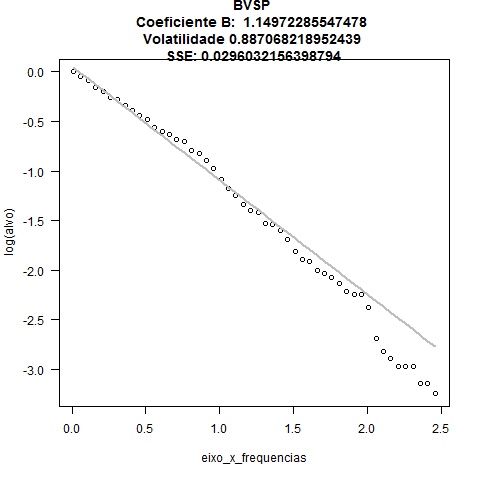 BVSP
Coeficiente B:  1.14972285547478
Volatilidade 0.887068218952439
SSE: 0.0296032156398794
log(alvo)
0.0
-0.5
-1.0
-1.5
-2.0
-2.5
-3.0
0.0 0.5 1.0 1.5 2.0 2.5
eixo_x_frequencias